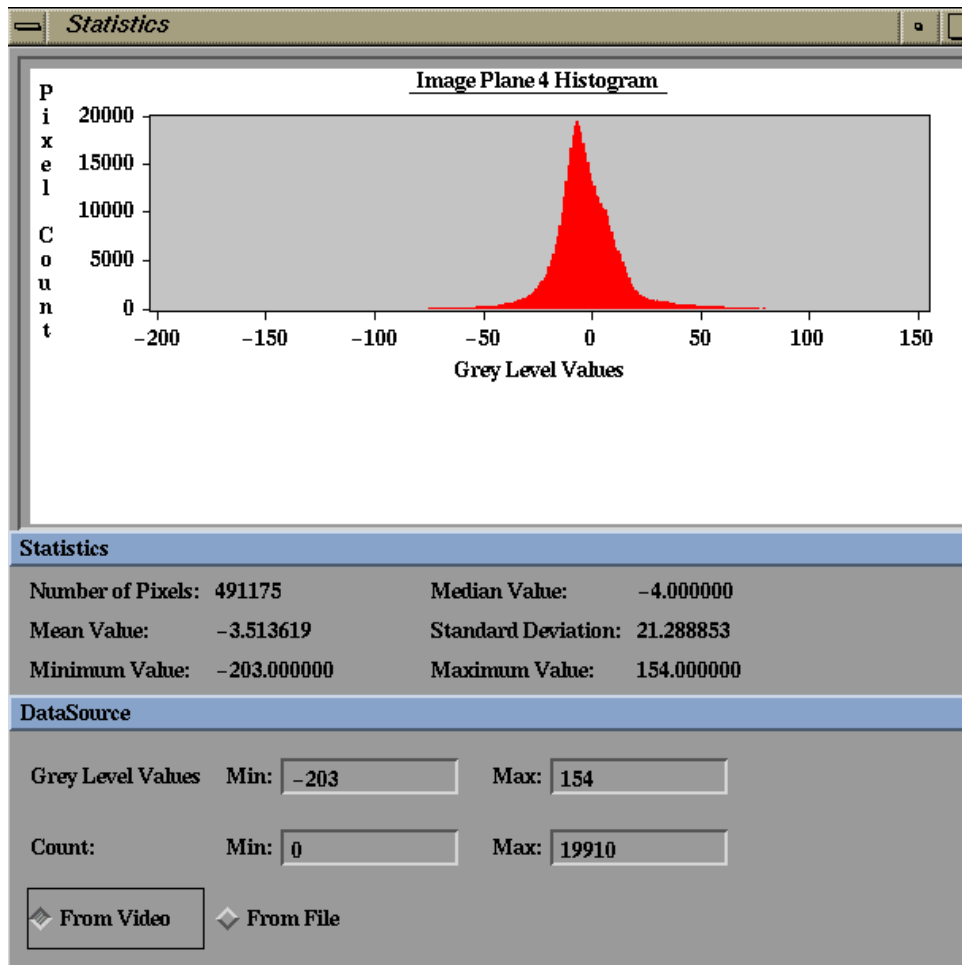 Statistics
Image Plane 4 Histogram
Pixel Count
20000
15000
10000
5000
0
−200 −150 −100 −50 0 50 100 150
Grey Level Values
Statistics
Number of Pixels: 491175 Median Value: −4.000000
Mean Value: −3.513619 Standard Deviation: 21.288853
Minimum Value: −203.000000 Maximum Value: 154.000000
DataSource
Grey Level Values Min: −203 Max: 154
Count: Min: 0 Max: 19910
From Video From File